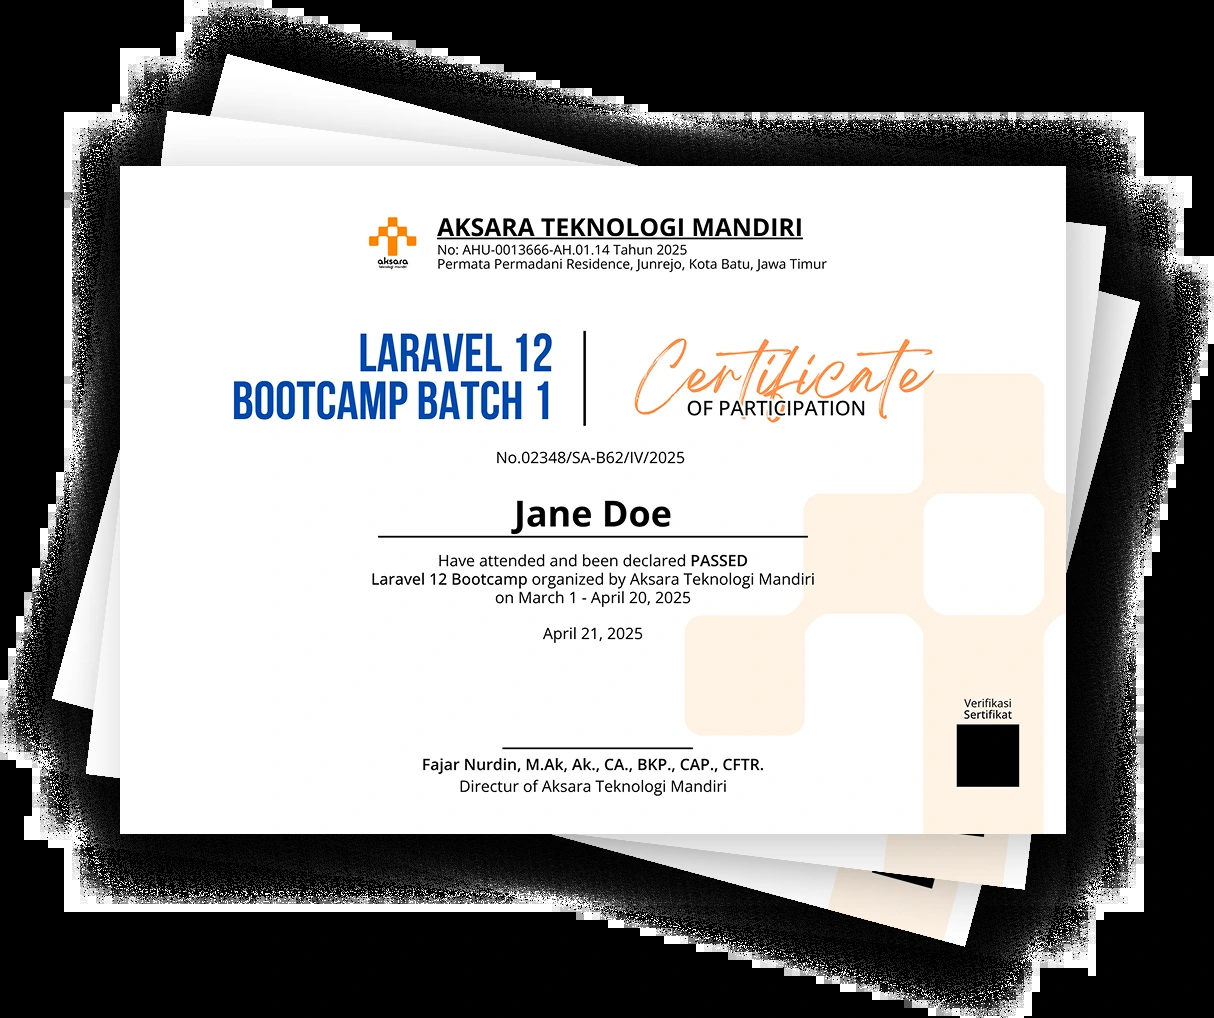 AKSARA TEKNOLOGI MANDIRI
No: AHU-0013666-AH.01.14 Tahun 2025
Permata Permadani Residence, Junrejo, Kota Batu, Jawa Timur
aksara
teknologi mandiri
LARAVEL 12
BOOTCAMP BATCH 1
Certificate
OF PARTICIPATION
No.02348/SA-B62/IV/2025
Jane Doe
Have attended and been declared PASSED
Laravel 12 Bootcamp organized by Aksara Teknologi Mandiri
on March 1 - April 20, 2025
April 21, 2025
Verifikasi
Sertifikat
Fajar Nurdin, M.Ak, Ak., CA., BKP., CAP., CFTR.
Directur of Aksara Teknologi Mandiri